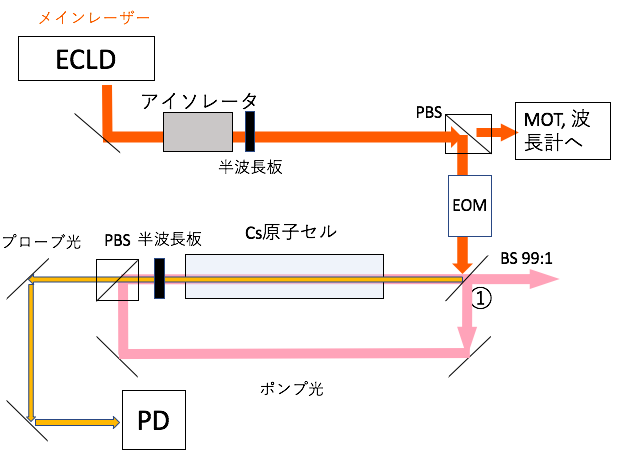 メインレーザー
ECLD
アイソレータ
PBS
MOT, 波
長計へ
半波長板
EOM
プローブ光
PBS
半波長板
Cs原子セル
BS 99:1
①
ポンプ光
PD